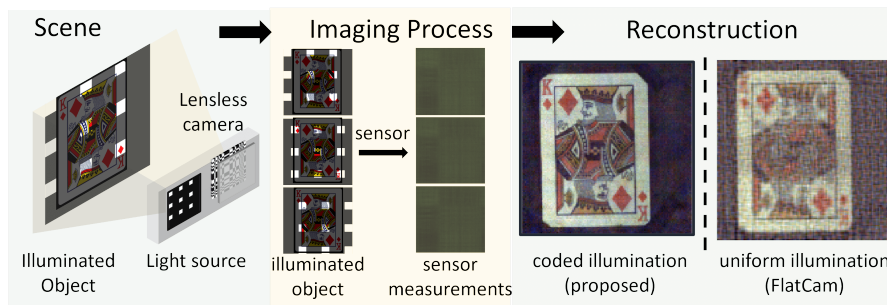 Scene
Imaging Process
Reconstruction
Lensless
camera
Illuminated
Object
Light source
sensor
illuminated
object
sensor
measurements
coded illumination
(proposed)
uniform illumination
(FlatCam)
K
K